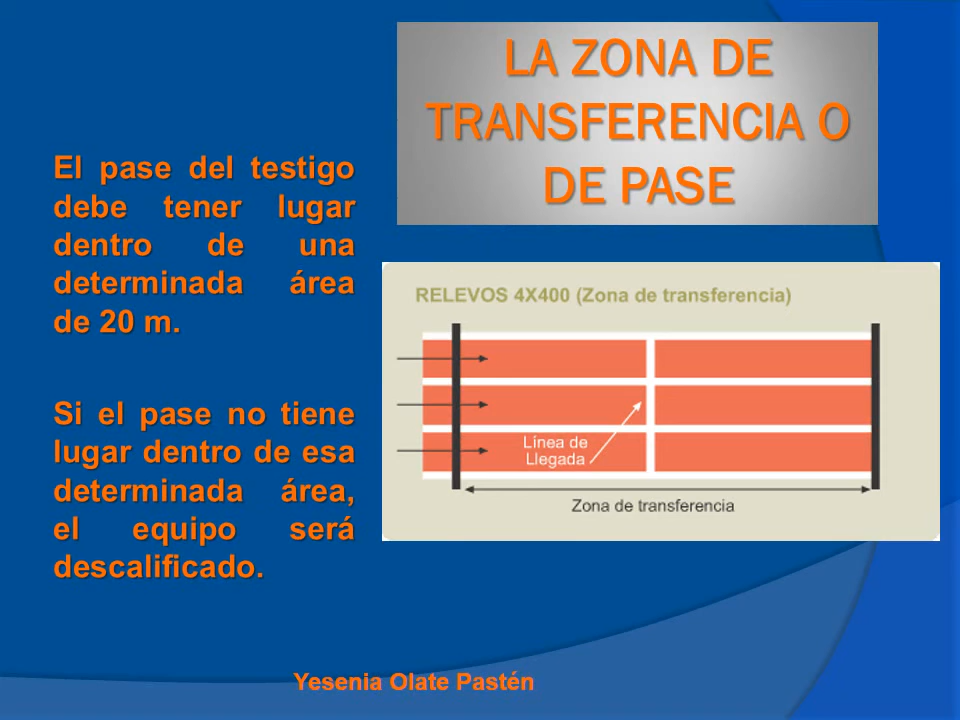 LA ZONA DE
TRANSFERENCIA O
DE PASE
El pase del testigo
debe tener lugar
dentro de una
determinada área
de 20 m.
Si el pase no tiene
lugar dentro de esa
determinada área,
el equipo será
descalificado.
RELEVOS 4X400 (Zona de transferencia)
Línea de
Llegada
Zona de transferencia
Yesenia Olate Pastén